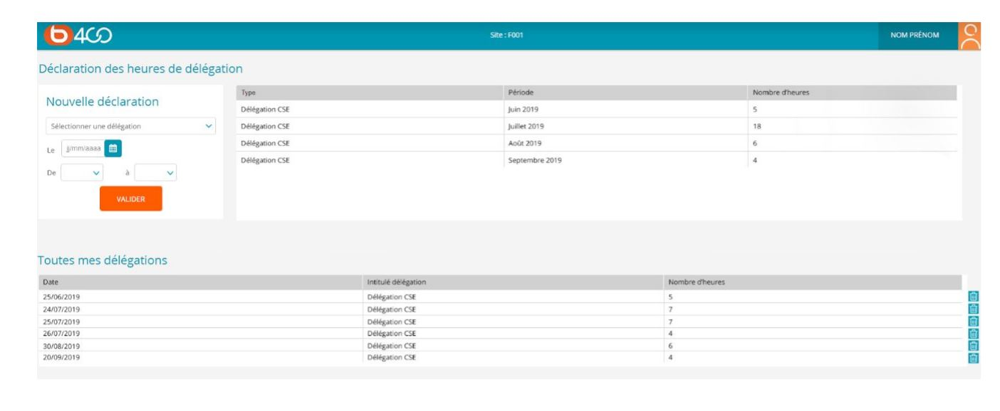 b4CO
Site : F001
NOM PRÉNOM
Déclaration des heures de délégation
Nouvelle déclaration
Sélectionner une délégation
Le jj/mm/aaaa
De à
VALIDER
Type Période Nombre d'heures
Délégation CSE Juin 2019 5
Délégation CSE Juillet 2019 18
Délégation CSE Août 2019 6
Délégation CSE Septembre 2019 4
Toutes mes délégations
Date Intitulé délégation Nombre d'heures
25/06/2019 Délégation CSE 5
24/07/2019 Délégation CSE 7
25/07/2019 Délégation CSE 7
26/07/2019 Délégation CSE 4
30/08/2019 Délégation CSE 6
20/09/2019 Délégation CSE 4